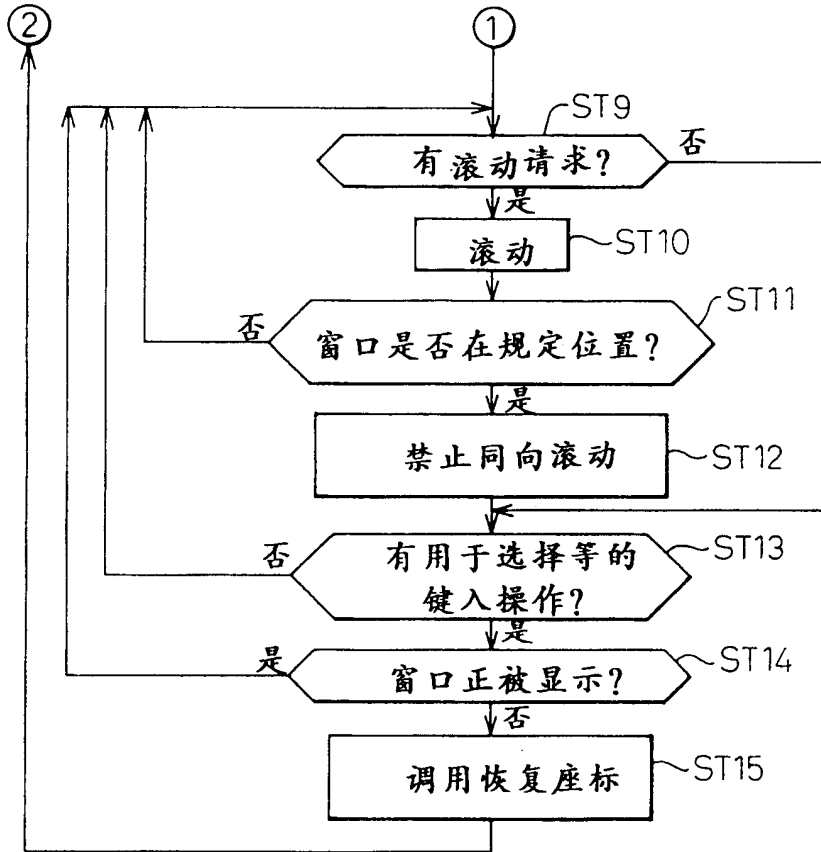 ②
①
ST9
有滚动请求?
否
是
滚动
ST10
ST11
否
窗口是否在规定位置?
是
禁止同向滚动
ST12
ST13
否
有用于选择等的
键入操作?
是
ST14
是
窗口正被显示?
否
调用恢复座标
ST15